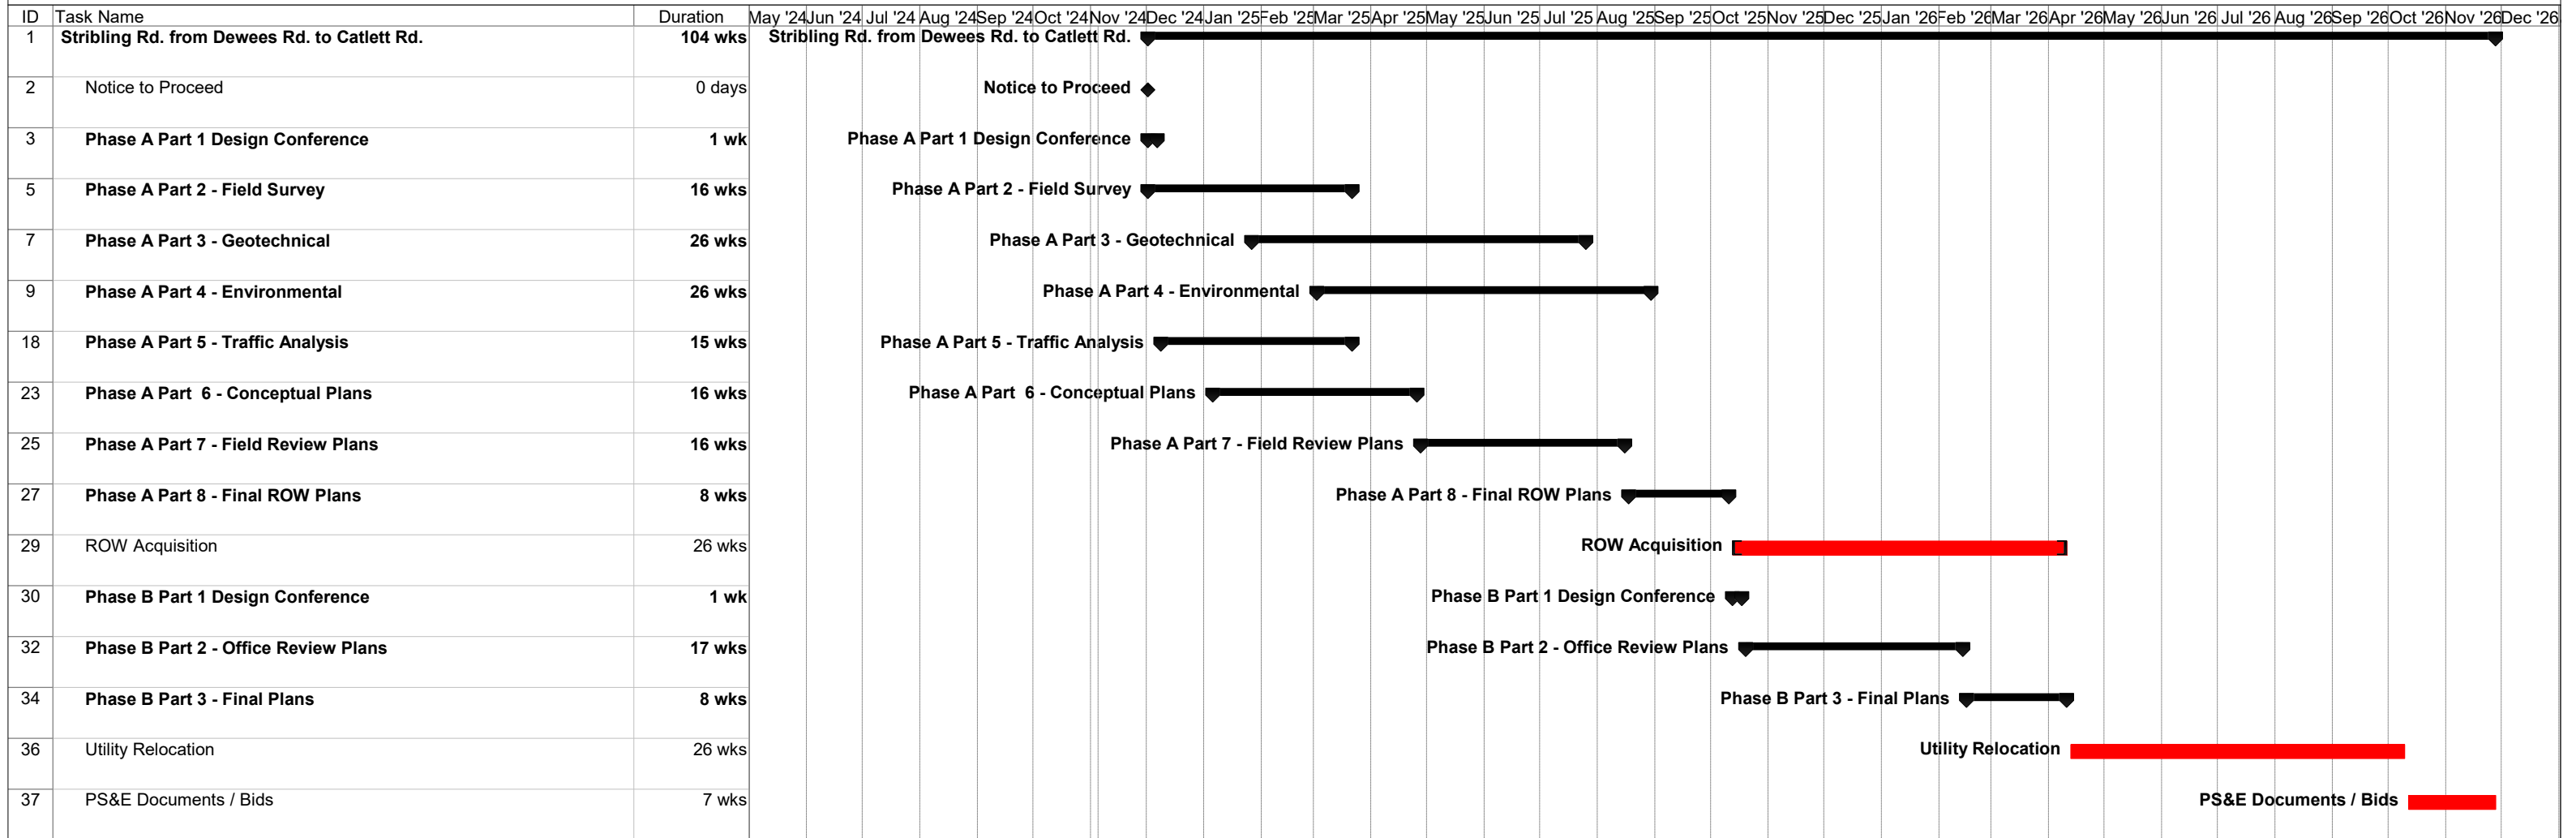 ID Task Name Duration May '24 Jun '24 Jul '24 Aug '24 Sep '24 Oct '24 Nov '24 Dec '24 Jan '25 Feb '25 Mar '25 Apr '25 May '25 Jun '25 Jul '25 Aug '25 Sep '25 Oct '25 Nov '25 Dec '25 Jan '26 Feb '26 Mar '26 Apr '26 May '26 Jun '26 Jul '26 Aug '26 Sep '26 Oct '26 Nov '26 Dec '26
1 Stribling Rd. from Dewees Rd. to Catlett Rd. 104 wks Stribling Rd. from Dewees Rd. to Catlett Rd.
2 Notice to Proceed 0 days Notice to Proceed
3 Phase A Part 1 Design Conference 1 wk Phase A Part 1 Design Conference
5 Phase A Part 2 - Field Survey 16 wks Phase A Part 2 - Field Survey
7 Phase A Part 3 - Geotechnical 26 wks Phase A Part 3 - Geotechnical
9 Phase A Part 4 - Environmental 26 wks Phase A Part 4 - Environmental
18 Phase A Part 5 - Traffic Analysis 15 wks Phase A Part 5 - Traffic Analysis
23 Phase A Part  6 - Conceptual Plans 16 wks Phase A Part  6 - Conceptual Plans
25 Phase A Part 7 - Field Review Plans 16 wks Phase A Part 7 - Field Review Plans
27 Phase A Part 8 - Final ROW Plans 8 wks Phase A Part 8 - Final ROW Plans
29 ROW Acquisition 26 wks ROW Acquisition
30 Phase B Part 1 Design Conference 1 wk Phase B Part 1 Design Conference
32 Phase B Part 2 - Office Review Plans 17 wks Phase B Part 2 - Office Review Plans
34 Phase B Part 3 - Final Plans 8 wks Phase B Part 3 - Final Plans
36 Utility Relocation 26 wks Utility Relocation
37 PS&E Documents / Bids 7 wks PS&E Documents / Bids